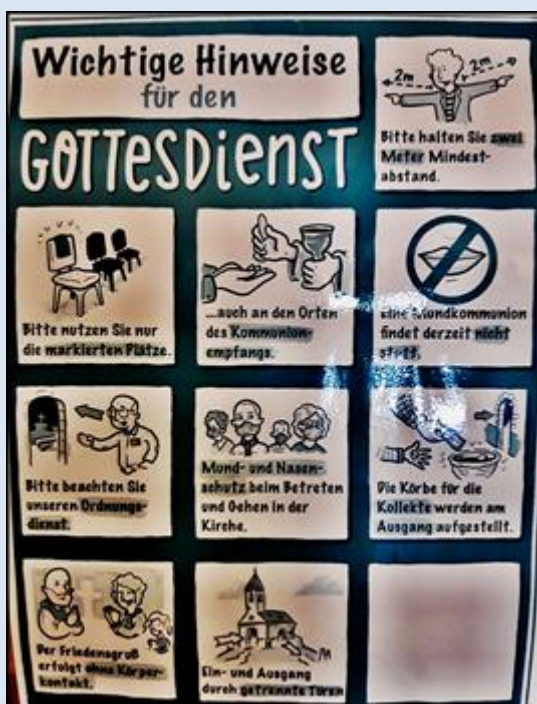 Wichtige Hinweise
für den
GOTTESDiENST
2m
2m
Bitte halten Sie zwei
Meter Mindest-
abstand.
Bitte nutzen Sie nur
die markierten Plätze.
...auch an den Orten
des Kommunion-
empfangs.
Eine Mundkommunion
findet derzeit nicht
statt.
Bitte beachten Sie
unseren Ordnungs-
dienst.
Mund- und Nasen-
schutz beim Betreten
und Gehen in der
Kirche.
Die Körbe für die
Kollekte werden am
Ausgang aufgestellt.
Der Friedensgruß
erfolgt ohne Körper-
kontakt.
Ein- und Ausgang
durch getrennte Türen